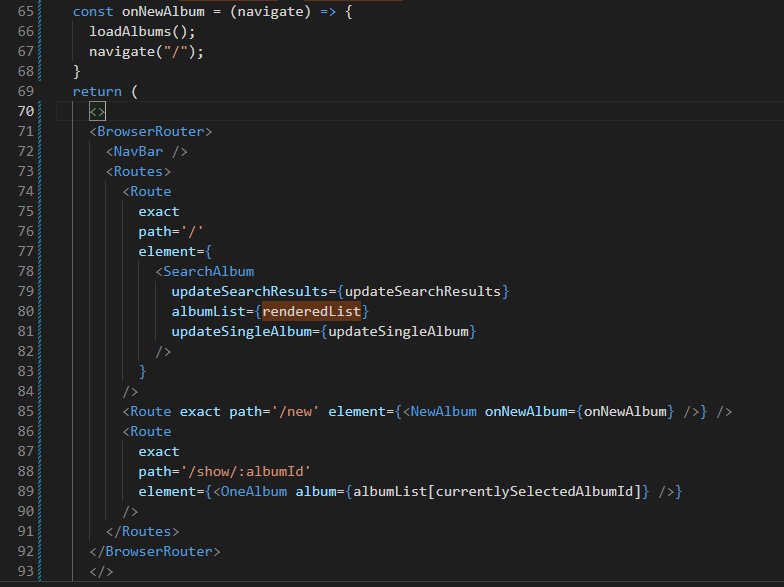 65 const onNewAlbum = (navigate) => {
66 loadAlbums();
67 navigate("/");
68 }
69 return (
70 <>
71 <BrowserRouter>
72 <NavBar />
73 <Routes>
74 <Route
75 exact
76 path='/'
77 element={
78 <SearchAlbum
79 updateSearchResults={updateSearchResults}
80 albumList={renderedList}
81 updateSingleAlbum={updateSingleAlbum}
82 />
83 }
84 />
85 <Route exact path='/new' element={<NewAlbum onNewAlbum={onNewAlbum} />} />
86 <Route
87 exact
88 path='/show/:albumId'
89 element={<OneAlbum album={albumList[currentlySelectedAlbumId]} />}
90 />
91 </Routes>
92 </BrowserRouter>
93 </>